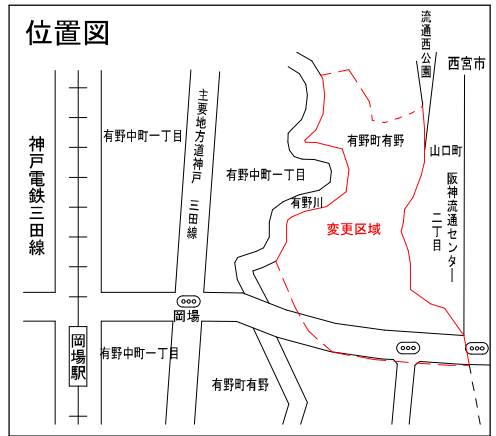 位置図
流通西公園
西宮市
神戸電鉄三田線
主要地方道神戸 三田線
有野中町一丁目
有野町有野
山口町
阪神流通センター
二丁目
有野中町一丁目
有野川
変更区域
岡場
岡場駅
有野中町一丁目
有野町有野